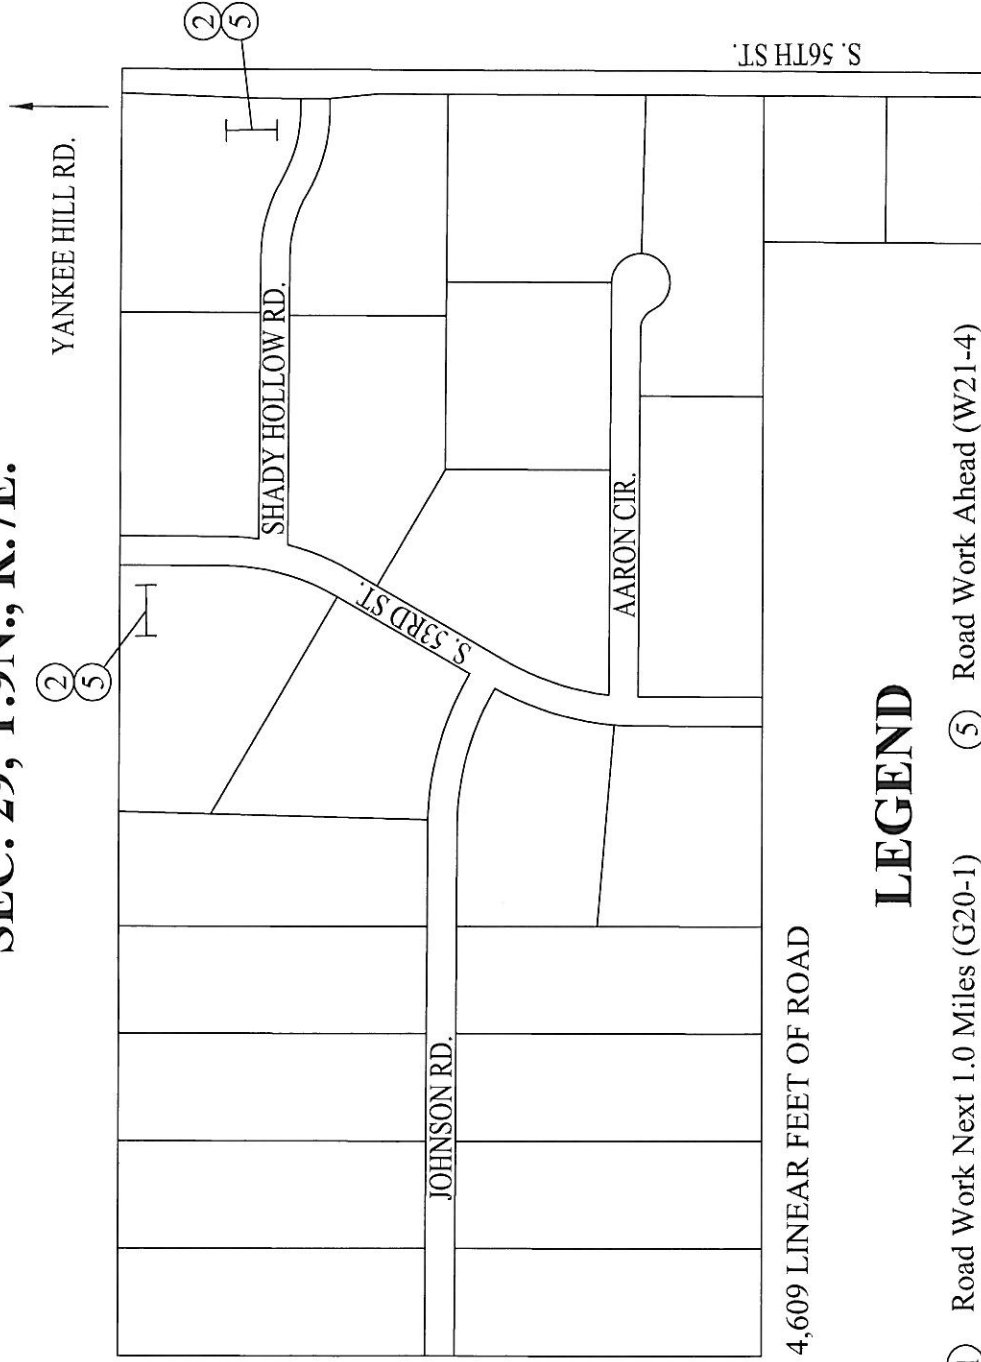 SEC. 29, T.9N., R.7E.
YANKEE HILL RD.
2
5
2
5
S. 56TH ST.
SHADY HOLLOW RD.
S. 53RD ST.
JOHNSON RD.
AARON CIR.
4,609 LINEAR FEET OF ROAD
LEGEND
1 Road Work Next 1.0 Miles (G20-1)
5 Road Work Ahead (W21-4)